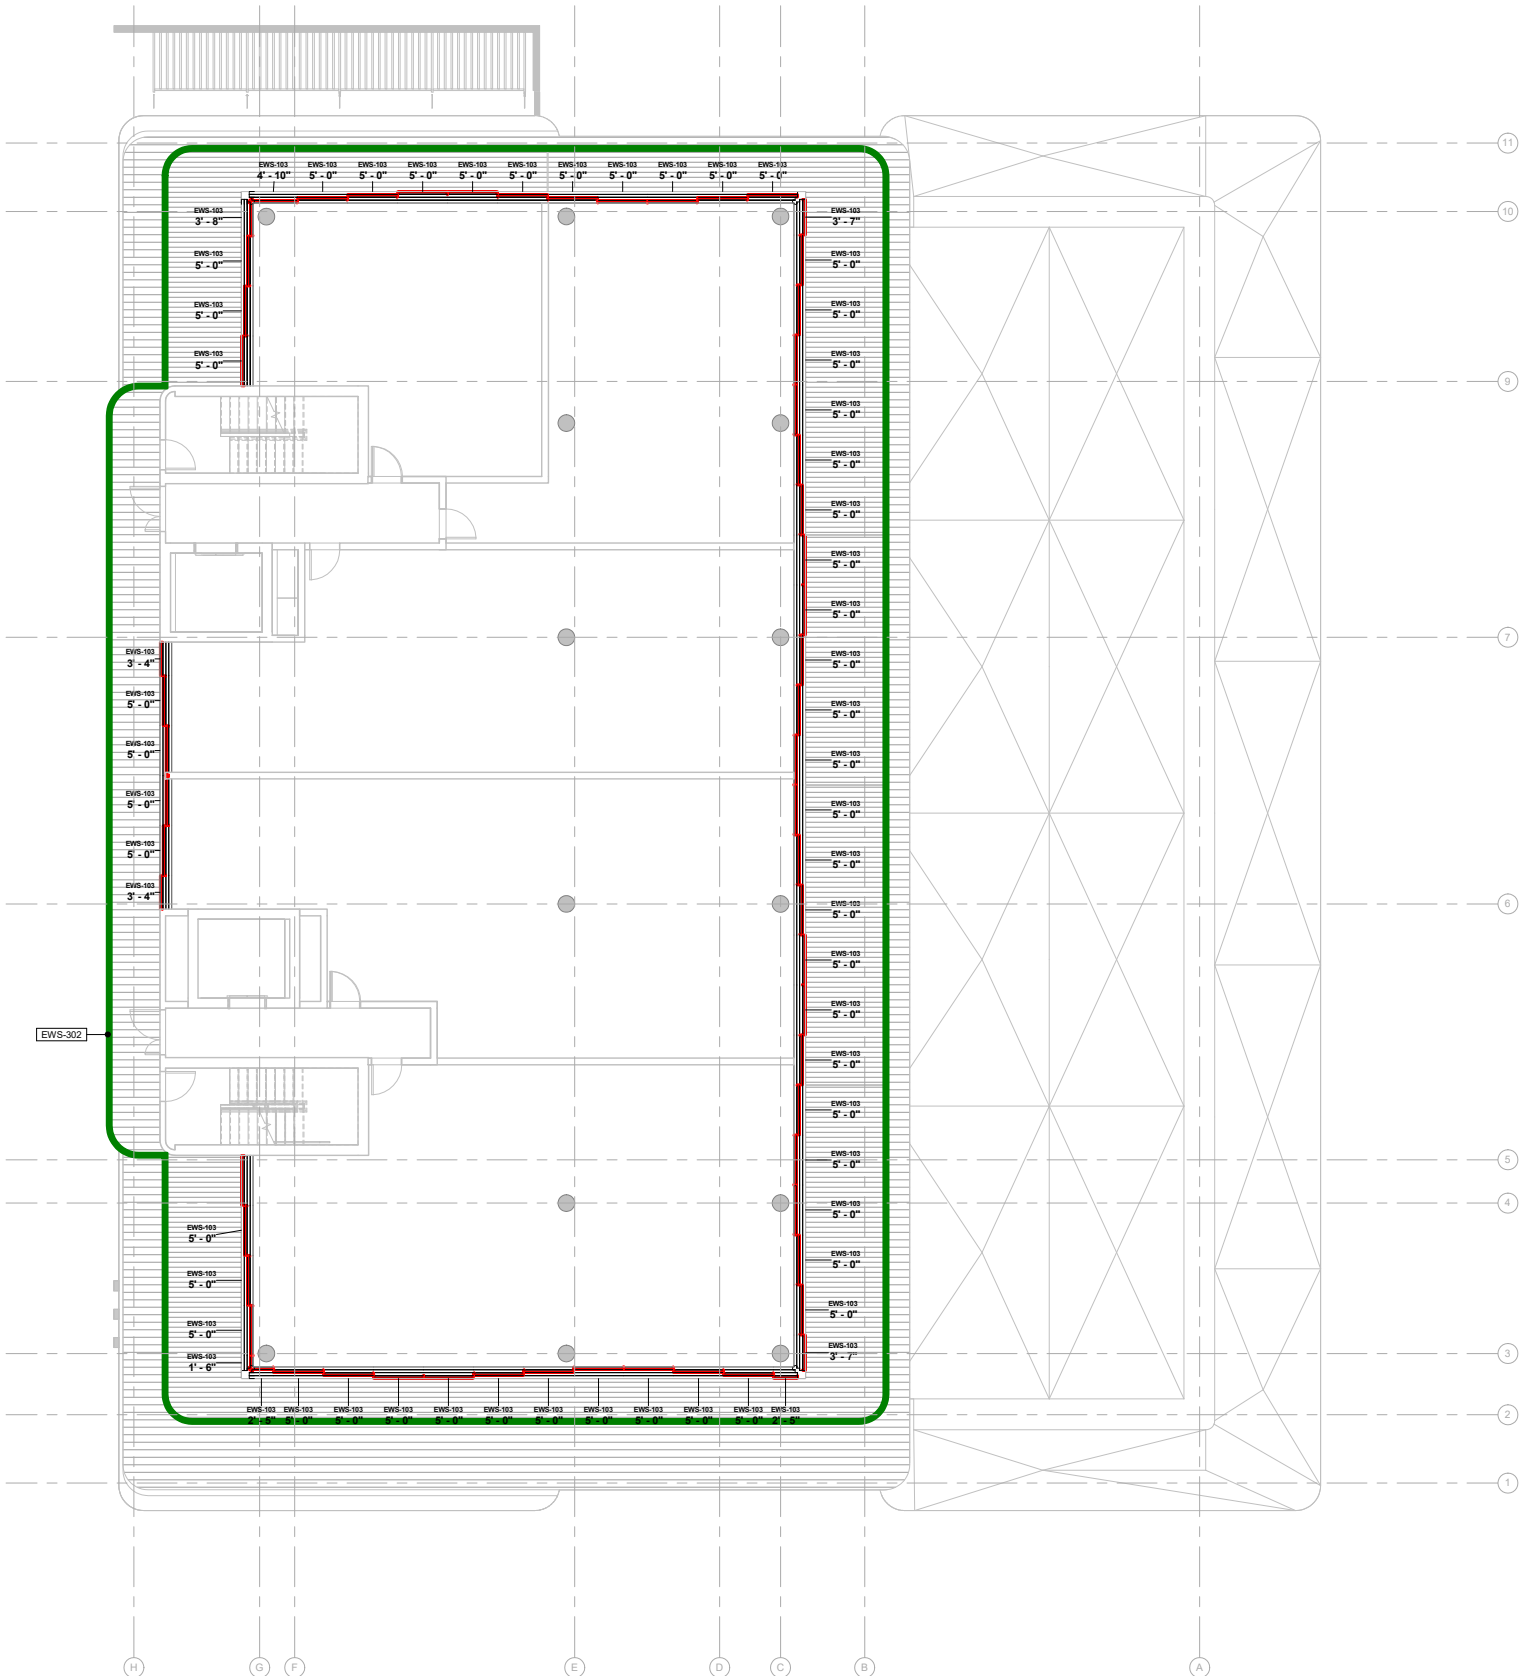 11
EWS-103 EWS-103 EWS-103 EWS-103 EWS-103 EWS-103 EWS-103 EWS-103 EWS-103 EWS-103 EWS-103
4' - 10" 5' - 0" 5' - 0" 5' - 0" 5' - 0" 5' - 0" 5' - 0" 5' - 0" 5' - 0" 5' - 0" 5' - 0"
EWS-103 EWS-103
3' - 8" 3' - 7" 10
EWS-103 EWS-103
5' - 0" 5' - 0"
EWS-103 EWS-103
5' - 0" 5' - 0"
EWS-103 EWS-103
5' - 0" 5' - 0"
9
EWS-103
5' - 0"
EWS-103
5' - 0"
EWS-103
5' - 0"
EWS-103
5' - 0"
EWS-103
5' - 0"
7
EWS-103 EWS-103
3' - 4" 5' - 0"
EWS-103 EWS-103
5' - 0" 5' - 0"
EWS-103 EWS-103
5' - 0" 5' - 0"
EWS-103 EWS-103
5' - 0" 5' - 0"
EWS-103 EWS-103
5' - 0" 5' - 0"
EWS-103 EWS-103
3' - 4" 5' - 0"
6
EWS-103
5' - 0"
EWS-103
5' - 0"
EWS-302
EWS-103
5' - 0"
EWS-103
5' - 0"
EWS-103
5' - 0"
5
EWS-103
5' - 0"
4
EWS-103 EWS-103
5' - 0" 5' - 0"
EWS-103
5' - 0"
EWS-103
5' - 0"
EWS-103
5' - 0"
EWS-103 EWS-103
1' - 6" 3' - 7"
3
EWS-103 EWS-103 EWS-103 EWS-103 EWS-103 EWS-103 EWS-103 EWS-103 EWS-103 EWS-103 EWS-103 EWS-103
2' - 5" 5' - 0" 5' - 0" 5' - 0" 5' - 0" 5' - 0" 5' - 0" 5' - 0" 5' - 0" 5' - 0" 5' - 0" 2' - 5"
2
1
H G F E D C B A